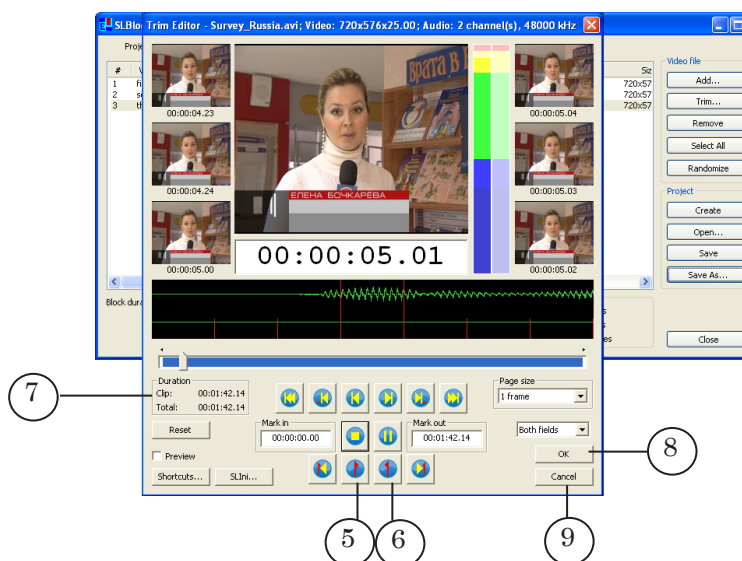 SLBlo
Trim Editor - Survey_Russia.avi; Video: 720x576x25.00; Audio: 2 channel(s), 48000 kHz
Proje
# V Siz
1 fi 720x57
2 se 720x57
3 th 720x57
Video file
Add...
Trim...
Remove
Select All
Randomize
Project
Create
Open...
Save
Save As...
Close
Block dura
s
s
es
00:00:04.23
00:00:04.24
00:00:05.00
Врата в
ЕЛЕНА БОЧКАРЁВА
00:00:05.01
00:00:05.04
00:00:05.03
00:00:05.02
Duration
Clip: 00:01:42.14
Total: 00:01:42.14
Page size
1 frame
Reset
Mark in
00:00:00.00
Mark out
00:01:42.14
Both fields
Preview
Shortcuts...
SLIni...
OK
Cancel
7
8
5
6
9